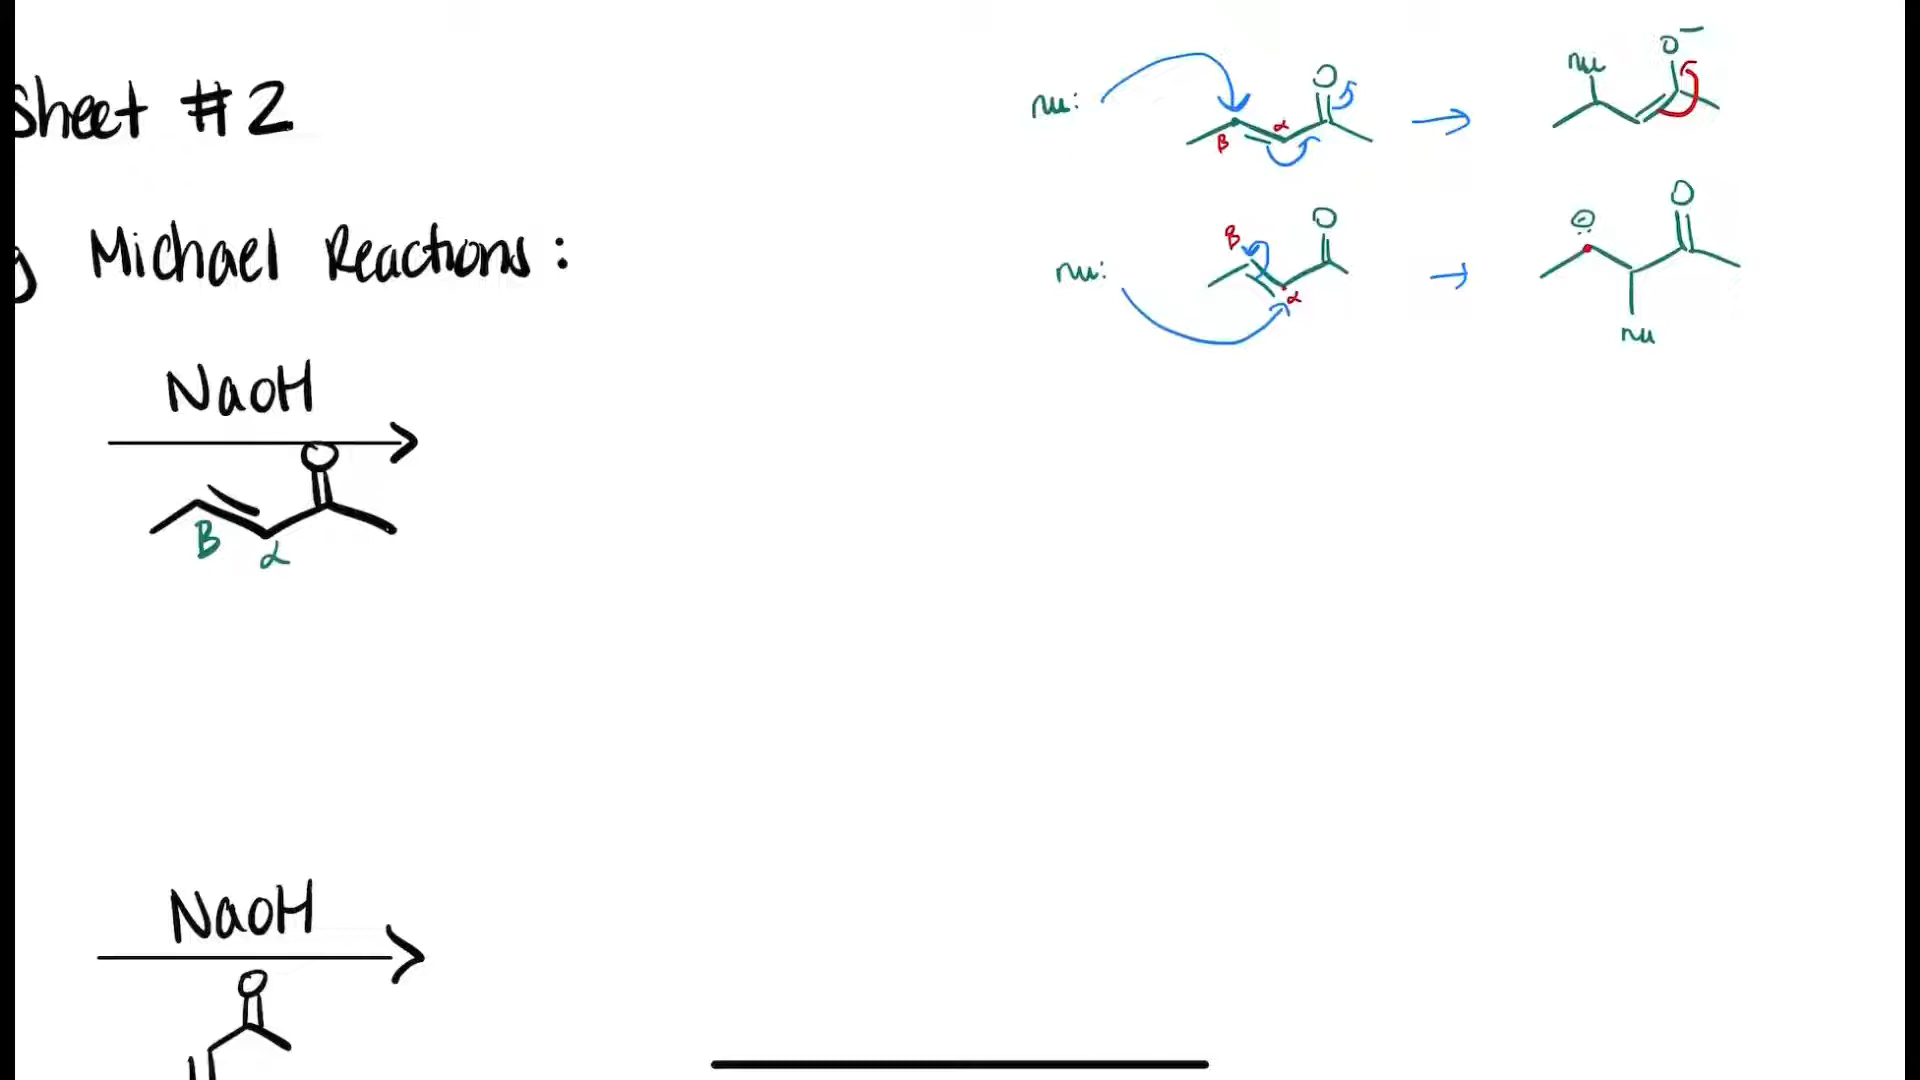 Sheet #2
Michael Reactions:
nu:
O
β
α
nu
O⁻
nu:
β
O
α
⊖
O
nu
NaOH
O
β
α
NaOH
O